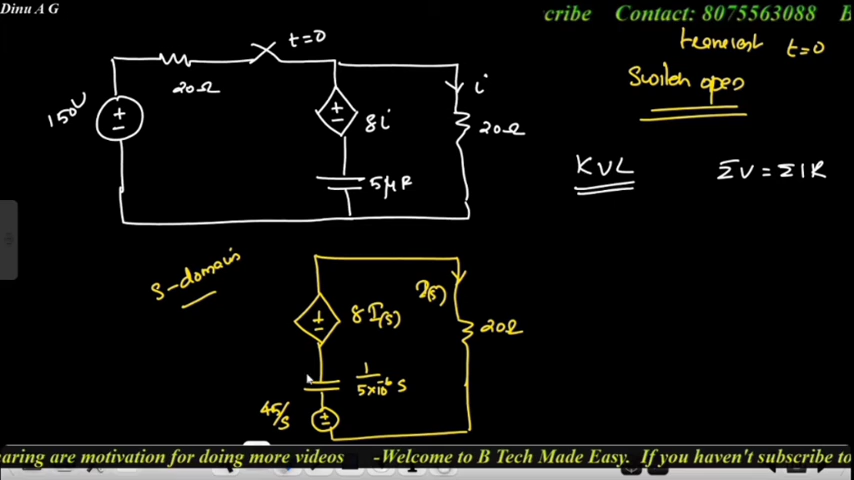 Dinu A G
cribe Contact: 8075563088 B
transient t=0
Switch open
t=0
20Ω
150V
8i
i
20Ω
5μF
KVL ΣV = ΣIR
S-domain
8I(s)
I(s)
20Ω
1/5×10⁻⁶ S
45/s
earing are motivation for doing more videos -Welcome to B Tech Made Easy. If you haven't subscribe to